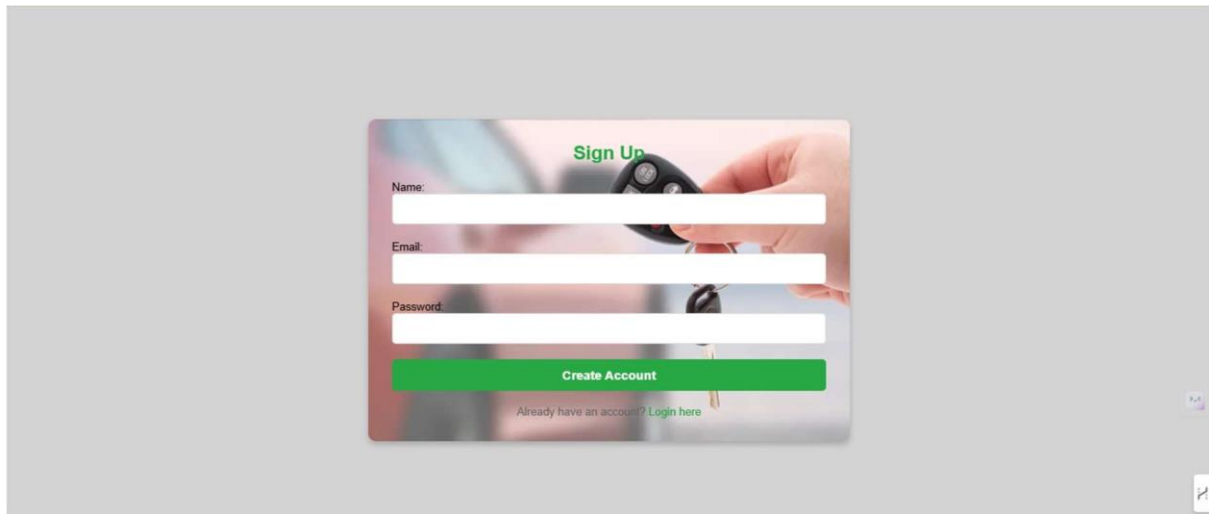 Sign Up
Name:
Email:
Password:
Create Account
Already have an account? Login here